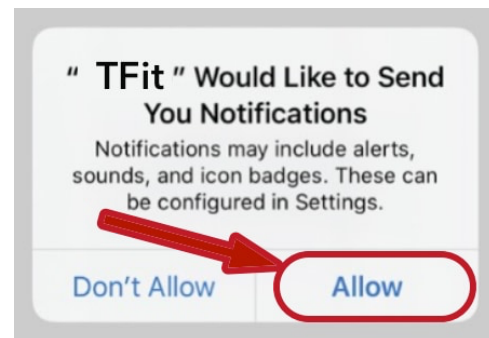 “ TFit ” Would Like to Send
You Notifications
Notifications may include alerts,
sounds, and icon badges. These can
be configured in Settings.
Don’t Allow
Allow